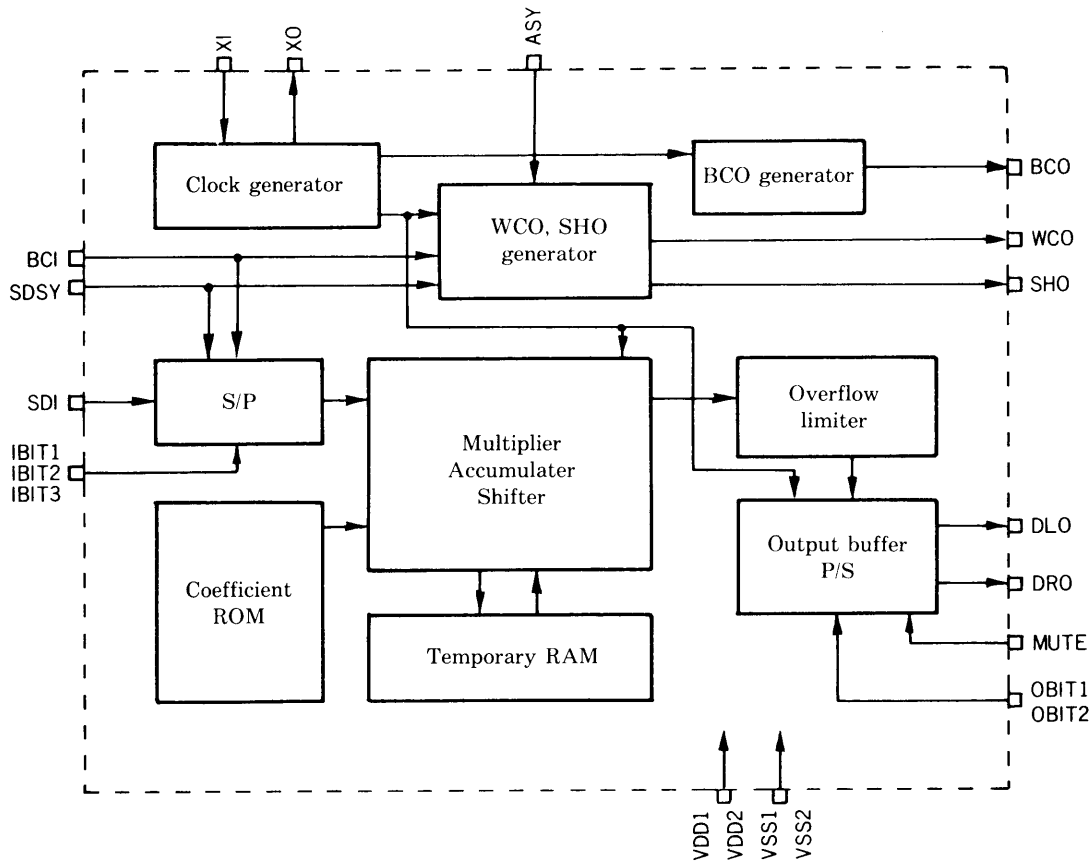 XI
XO
ASY
Clock generator
BCO generator
BCO
WCO, SHO
generator
WCO
SHO
BCI
SDSY
SDI
S/P
IBIT1
IBIT2
IBIT3
Multiplier
Accumulater
Shifter
Overflow
limiter
Coefficient
ROM
Temporary RAM
Output buffer
P/S
DLO
DRO
MUTE
OBIT1
OBIT2
VDD1
VDD2
VSS1
VSS2